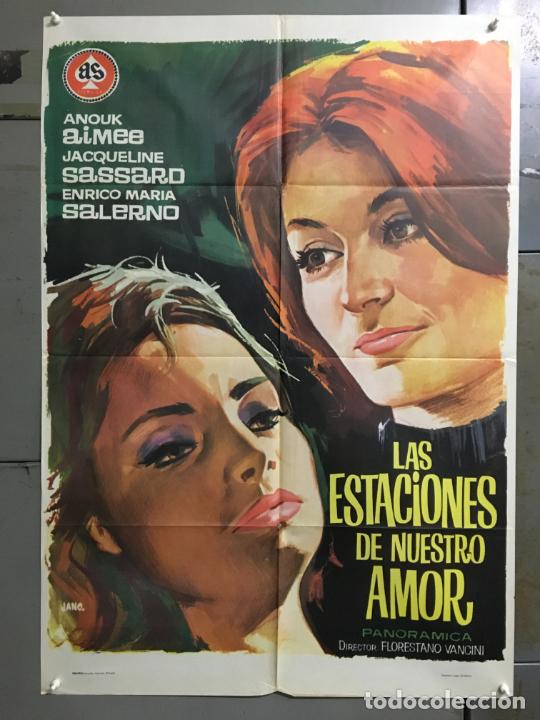 as
ANOUK
aimee
JACQUELINE
SASSARD
ENRICO MARIA
SALERNO
LAS
ESTACiONES
DE NUESTRO
AMOR
PANORAMICA
DIRECTOR FLORESTANO VANCINI
JANO.
todocoleccion
todocoleccion.net